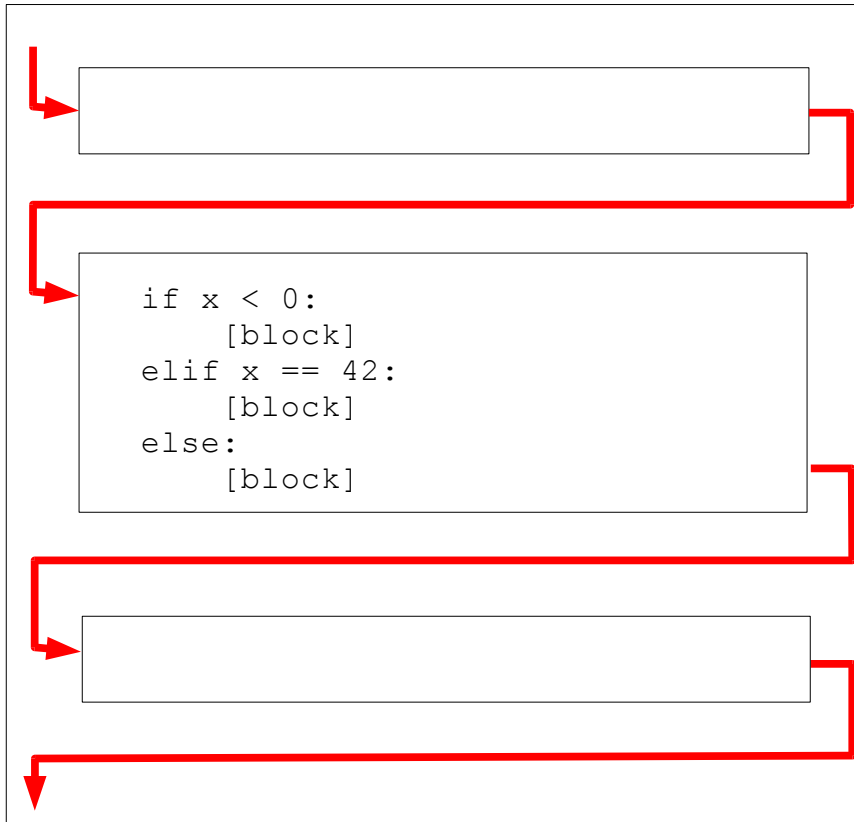 if x < 0:
    [block]
elif x == 42:
    [block]
else:
    [block]